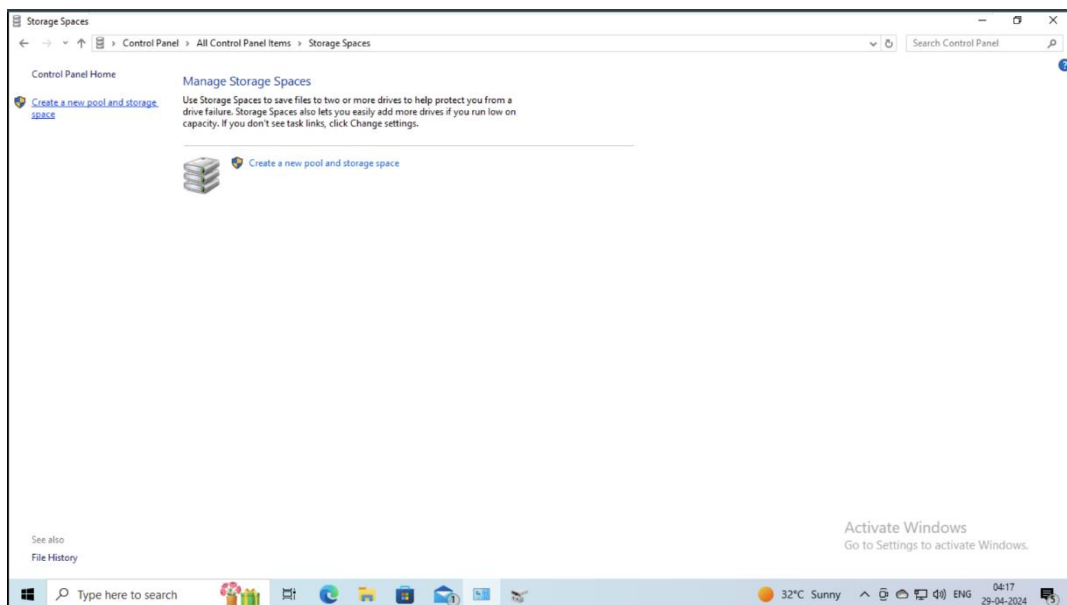 Storage Spaces
Control Panel > All Control Panel Items > Storage Spaces
Search Control Panel
Control Panel Home
Create a new pool and storage
space
Manage Storage Spaces
Use Storage Spaces to save files to two or more drives to help protect you from a
drive failure. Storage Spaces also lets you easily add more drives if you run low on
capacity. If you don't see task links, click Change settings.
Create a new pool and storage space
See also
File History
Activate Windows
Go to Settings to activate Windows.
Type here to search
32°C Sunny
ENG
04:17
29-04-2024